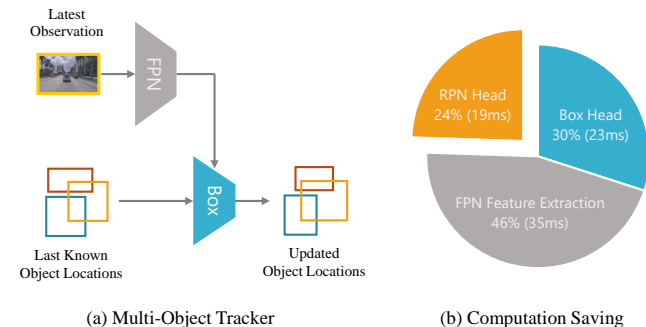 Latest
Observation
FPN
Box
Last Known
Object Locations
Updated
Object Locations
(a) Multi-Object Tracker
RPN Head
24% (19ms)
Box Head
30% (23ms)
FPN Feature Extraction
46% (35ms)
(b) Computation Saving